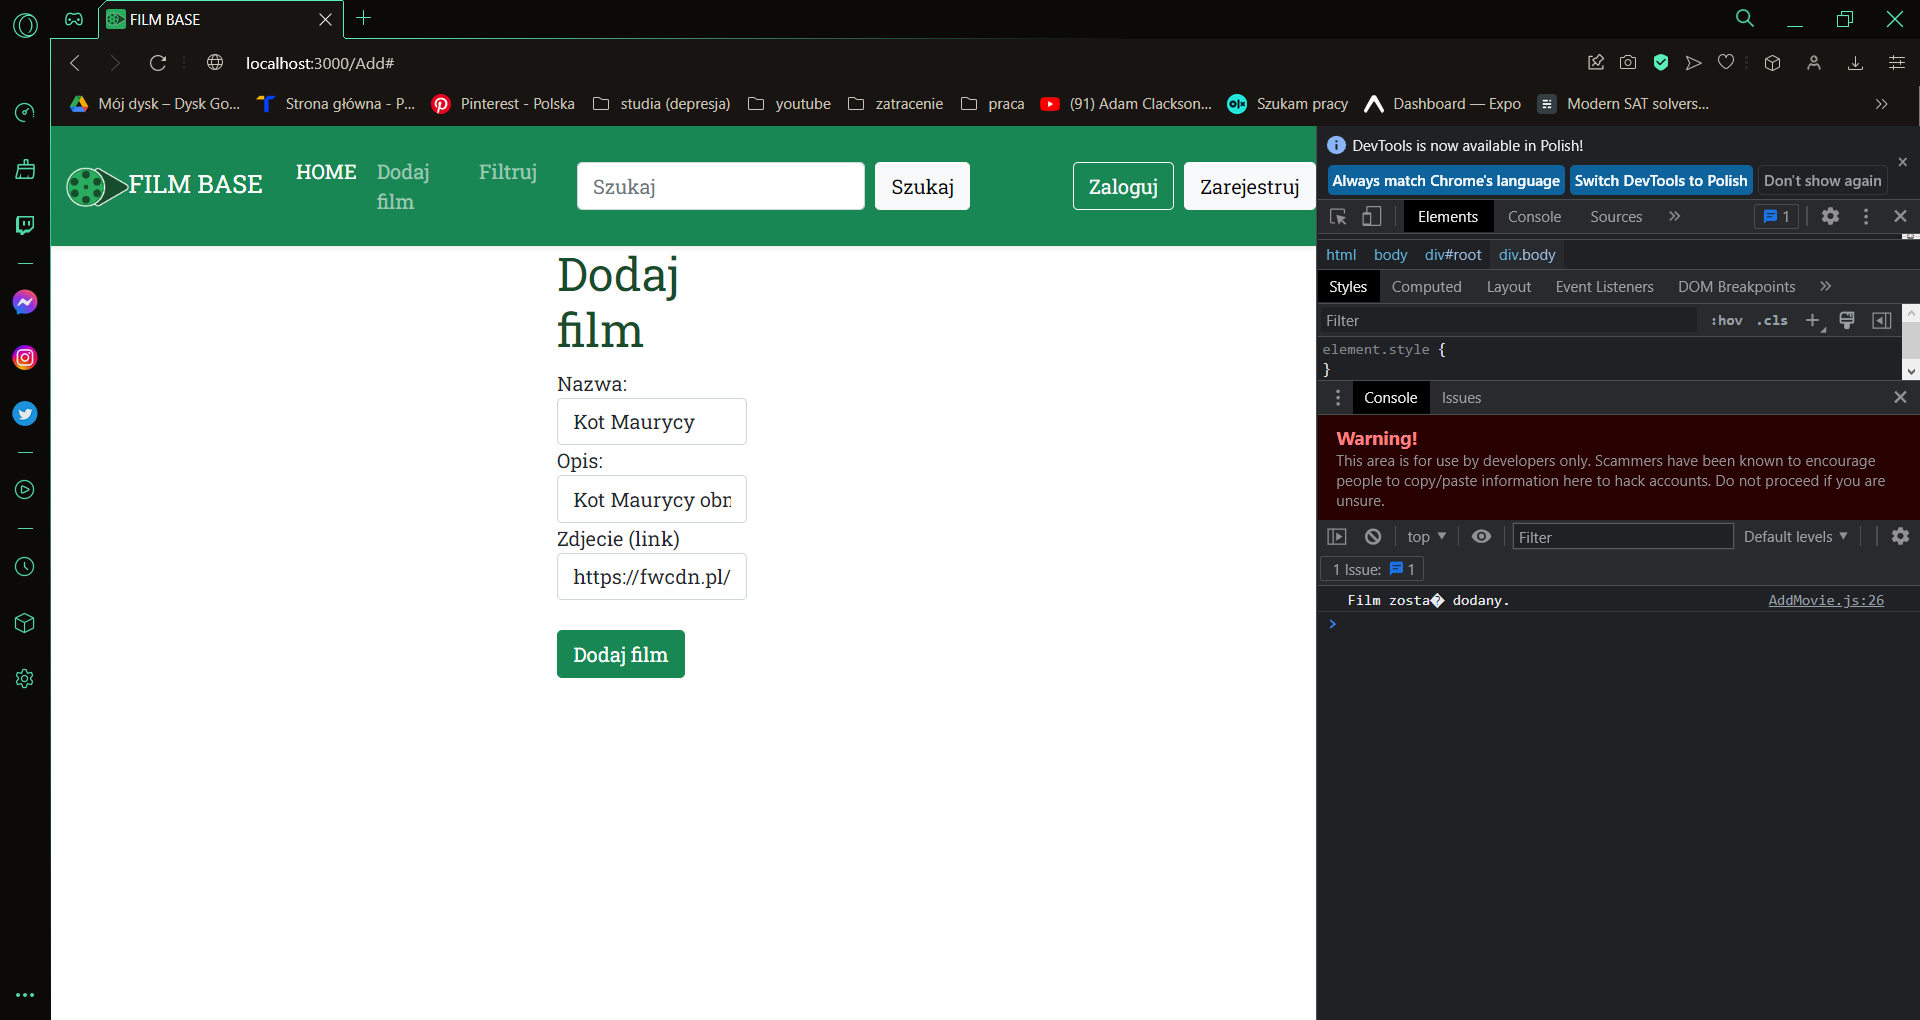 FILM BASE
localhost:3000/Add#
Mój dysk – Dysk Go...
Strona główna - P...
Pinterest - Polska
studia (depresja)
youtube
zatracenie
praca
(91) Adam Clackson...
Szukam pracy
Dashboard — Expo
Modern SAT solvers...
FILM BASE
HOME
Dodaj
film
Filtruj
Szukaj
Szukaj
Zaloguj
Zarejestruj
Dodaj
film
Nazwa:
Kot Maurycy
Opis:
Kot Maurycy obr
Zdjecie (link)
https://fwcdn.pl/
Dodaj film
DevTools is now available in Polish!
Always match Chrome's language
Switch DevTools to Polish
Don't show again
Elements
Console
Sources
1
html
body
div#root
div.body
Styles
Computed
Layout
Event Listeners
DOM Breakpoints
Filter
:hov
.cls
element.style {
}
Console
Issues
Warning!
This area is for use by developers only. Scammers have been known to encourage
people to copy/paste information here to hack accounts. Do not proceed if you are
unsure.
top
Filter
Default levels
1 Issue: 1
Film zosta� dodany.
AddMovie.js:26